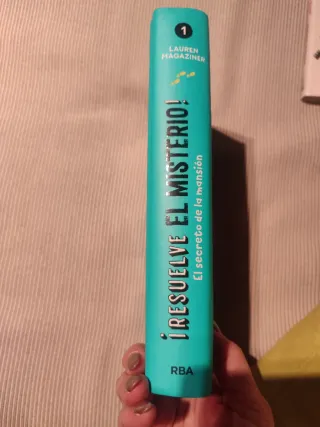 1
LAUREN
MAGAZINER
¡RESUELVE EL MISTERIO!
El secreto de la mansión
RBA